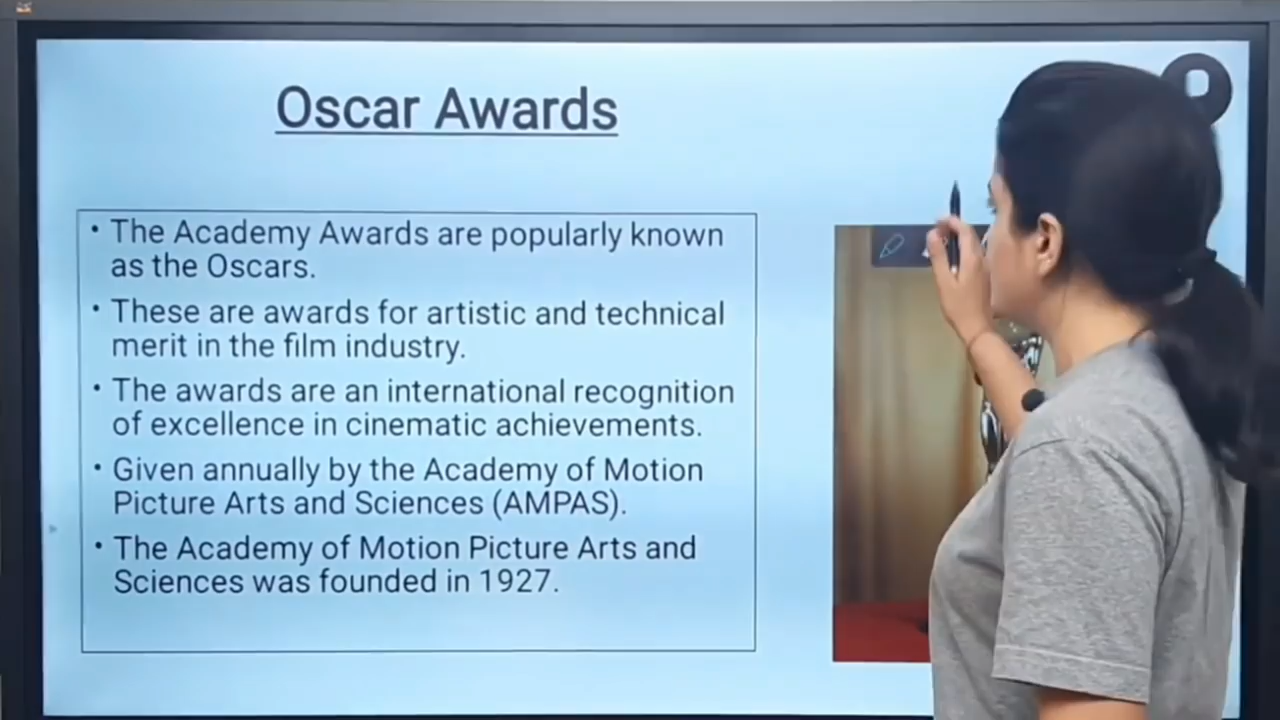 Oscar Awards
• The Academy Awards are popularly known
as the Oscars.
• These are awards for artistic and technical
merit in the film industry.
• The awards are an international recognition
of excellence in cinematic achievements.
• Given annually by the Academy of Motion
Picture Arts and Sciences (AMPAS).
• The Academy of Motion Picture Arts and
Sciences was founded in 1927.